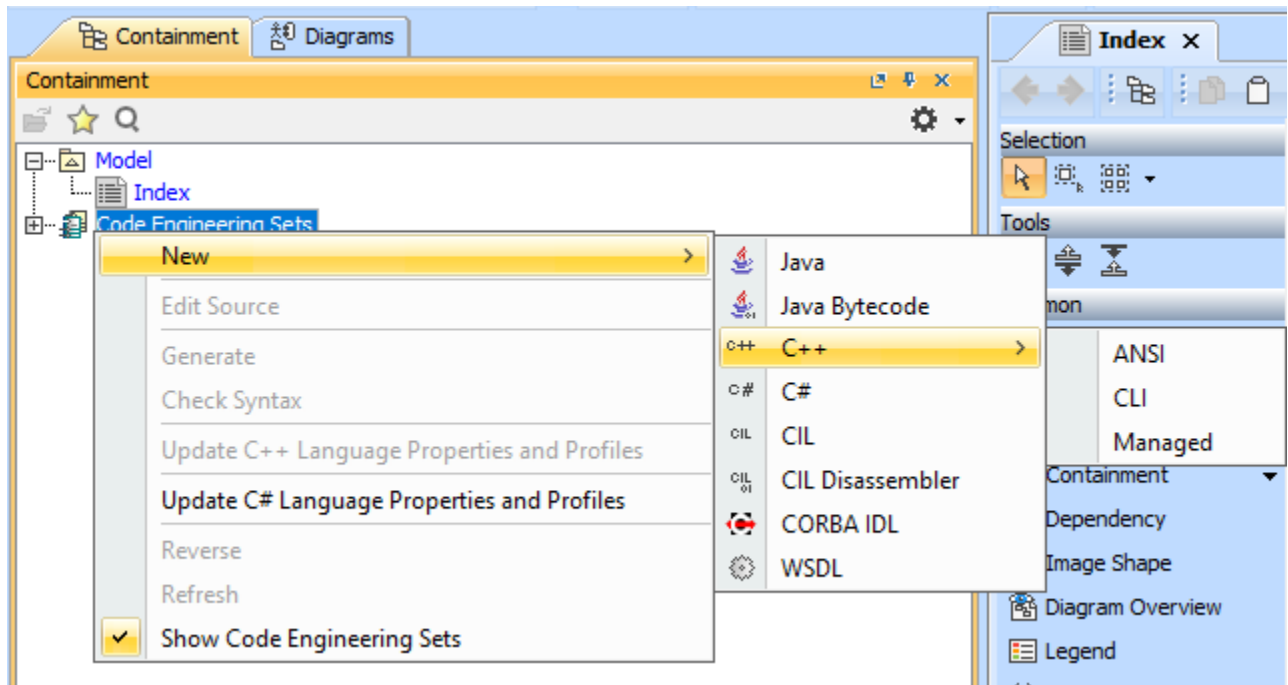 Containment
Diagrams
Containment
Model
Index
Code Engineering Sets
New
Edit Source
Generate
Check Syntax
Update C++ Language Properties and Profiles
Update C# Language Properties and Profiles
Reverse
Refresh
Show Code Engineering Sets
Java
Java Bytecode
C++ C++
C# C#
CIL CIL
CIL 01 CIL Disassembler
CORBA IDL
WSDL
ANSI
CLI
Managed
Index
Selection
Tools
mon
Containment
Dependency
Image Shape
Diagram Overview
Legend